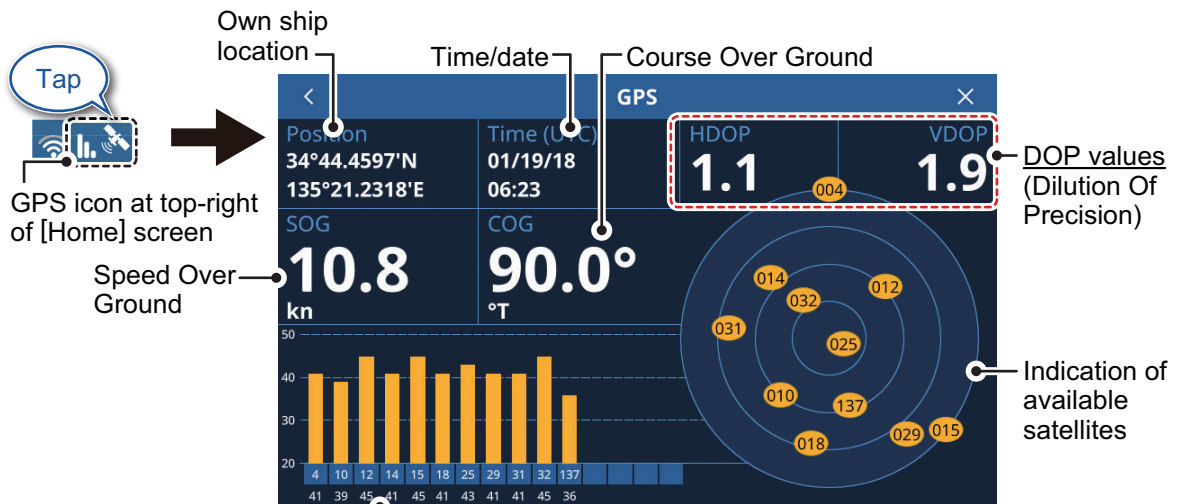 Own ship
location
Time/date
Course Over Ground
Tap
GPS
Position
34°44.4597'N
135°21.2318'E
Time (UTC)
01/19/18
06:23
HDOP
1.1
VDOP
1.9
DOP values
(Dilution Of
Precision)
GPS icon at top-right
of [Home] screen
SOG
10.8
kn
COG
90.0°
°T
Speed Over
Ground
004
014
032
012
031
025
010
137
018
029
015
Indication of
available
satellites
50
40
30
20
4 10 12 14 15 18 25 29 31 32 137
41 39 45 41 45 41 43 41 41 45 36